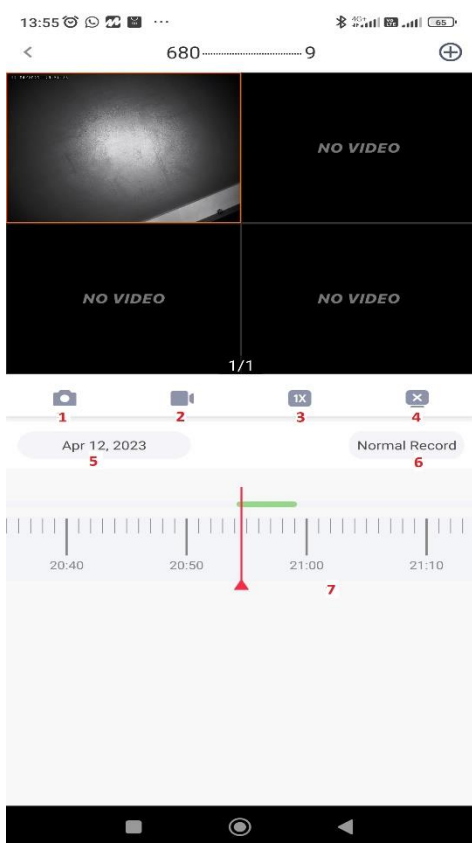 13:55 ... 4G+ 65
680 9
NO VIDEO
NO VIDEO
NO VIDEO
1/1
1X
1 2 3 4
Apr 12, 2023 Normal Record
5 6
20:40 20:50 21:00 21:10
7